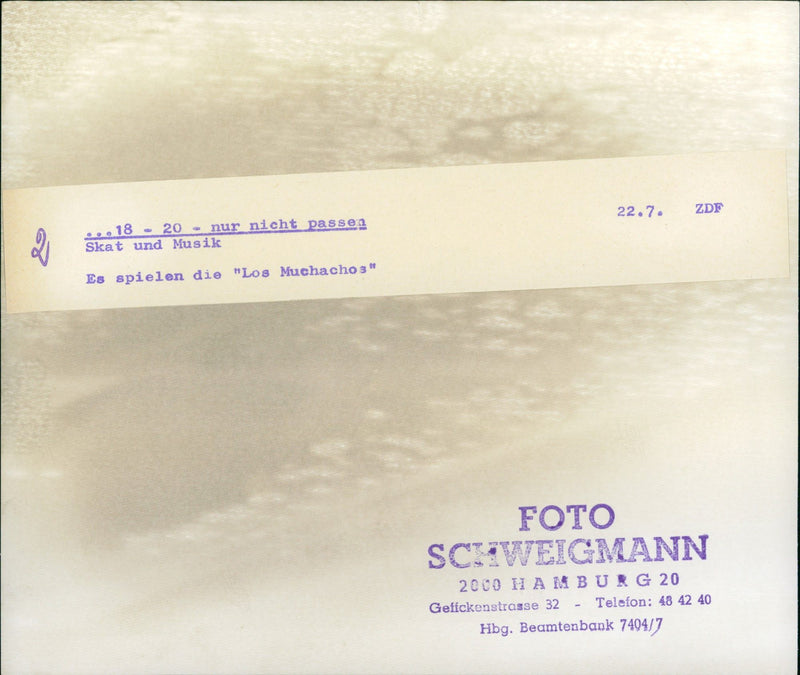 2
...18 - 20 - nur nicht passen
22.7. ZDF
Skat und Musik
Es spielen die "Los Muchachos"
FOTO
SCHWEIGMANN
2000 HAMBURG 20
Geffckenstrasse 32 - Telefon: 48 42 40
Hbg. Beamtenbank 7404/7